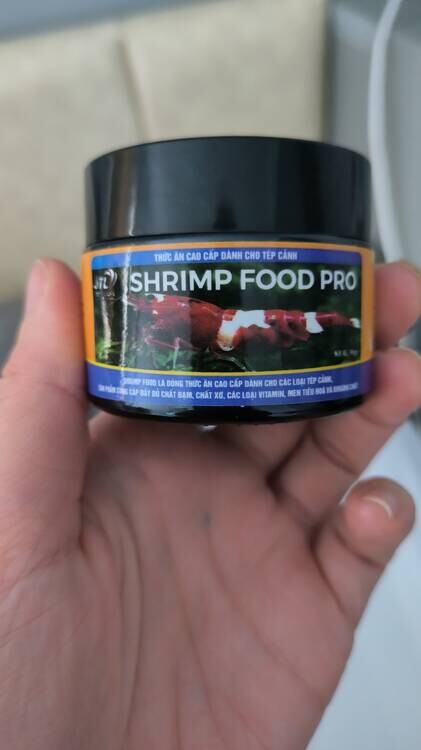 THỨC ĂN CAO CẤP DÀNH CHO TÉP CẢNH
JTL
SHRIMP FOOD PRO
SHRIMP FOOD LÀ DÒNG THỨC ĂN CAO CẤP DÀNH CHO CÁC LOẠI TÉP CẢNH,
SẢN PHẨM CUNG CẤP ĐẦY ĐỦ CHẤT ĐẠM, CHẤT XƠ, CÁC LOẠI VITAMIN, MEN TIÊU HOÁ VÀ KHOÁNG CHẤT